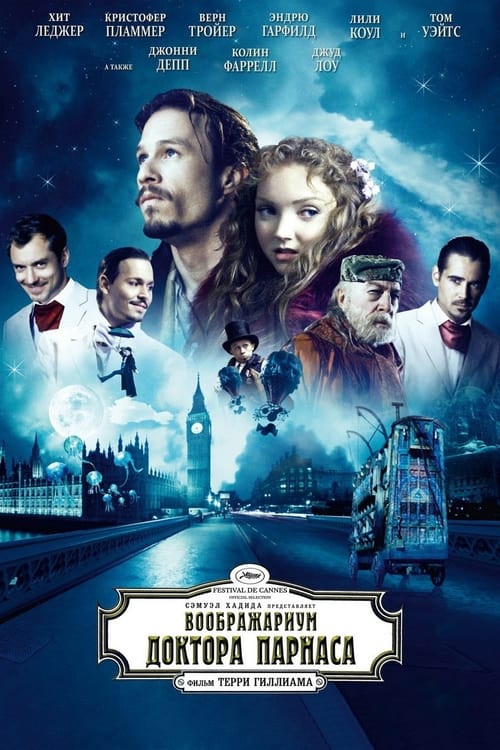 ХИТ ЛЕДЖЕР
КРИСТОФЕР ПЛАММЕР
ВЕРН ТРОЙЕР
ЭНДРЮ ГАРФИЛД
ЛИЛИ КОУЛ
и
ТОМ УЭЙТС
А ТАКЖЕ
ДЖОННИ ДЕПП
КОЛИН ФАРРЕЛЛ
ДЖУД ЛОУ
FESTIVAL DE CANNES
OFFICIAL SELECTION
СЭМУЭЛ ХАДИДА ПРЕДСТАВЛЯЕТ
ВООБРАЖАРИУМ
ДОКТОРА ПАРНАСА
ФИЛЬМ ТЕРРИ ГИЛЛИАМА